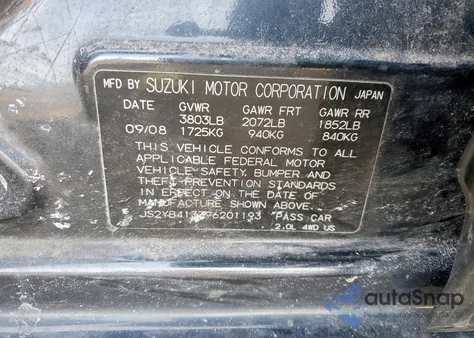 MFD BY SUZUKI MOTOR CORPORATION JAPAN
DATE GVWR GAWR FRT GAWR RR
3803LB 2072LB 1852LB
09/08 1725KG 940KG 840KG
THIS VEHICLE CONFORMS TO ALL
APPLICABLE FEDERAL MOTOR
VEHICLE SAFETY, BUMPER AND
THEFT PREVENTION STANDARDS
IN EFFECT ON THE DATE OF
MANUFACTURE SHOWN ABOVE.
PASS CAR
2.0L 4WD US
autoSnap